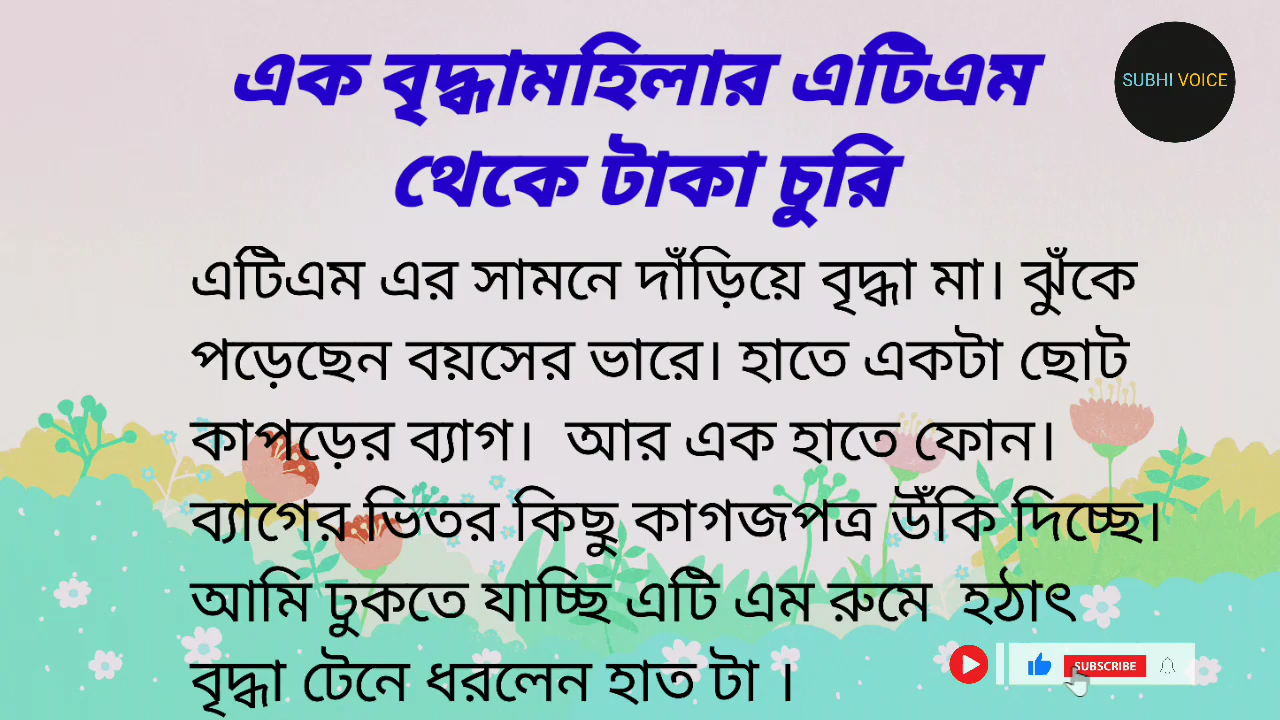 এক বৃদ্ধামহিলার এটিএম
থেকে টাকা চুরি
SUBHI VOICE
এটিএম এর সামনে দাঁড়িয়ে বৃদ্ধা মা। ঝুঁকে
পড়েছেন বয়সের ভারে। হাতে একটা ছোট
কাপড়ের ব্যাগ।  আর এক হাতে ফোন।
ব্যাগের ভিতর কিছু কাগজপত্র উঁকি দিচ্ছে।
আমি ঢুকতে যাচ্ছি এটি এম রুমে  হঠাৎ
বৃদ্ধা টেনে ধরলেন হাত টা ।
SUBSCRIBE